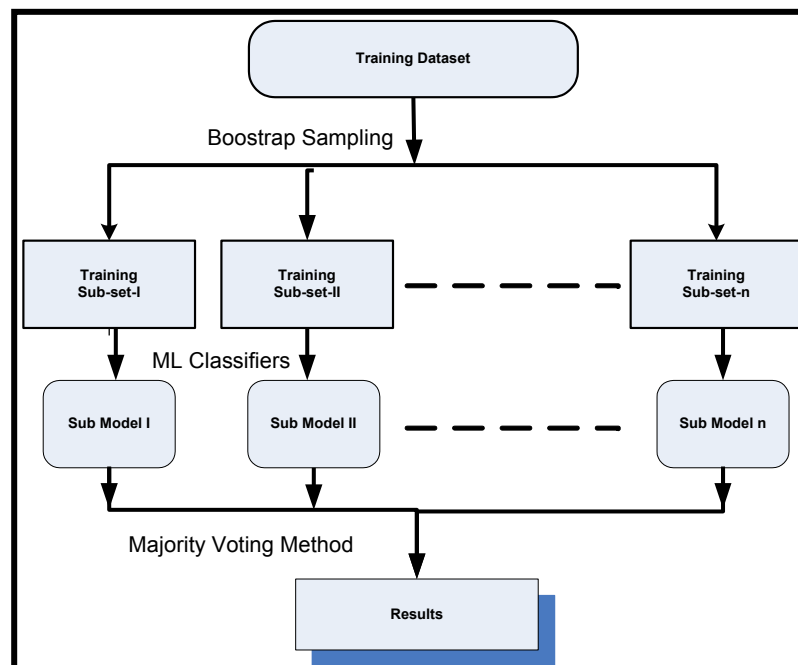 Training Dataset
Boostrap Sampling
Training
Sub-set-I
Training
Sub-set-II
Training
Sub-set-n
ML Classifiers
Sub Model I
Sub Model II
Sub Model n
Majority Voting Method
Results